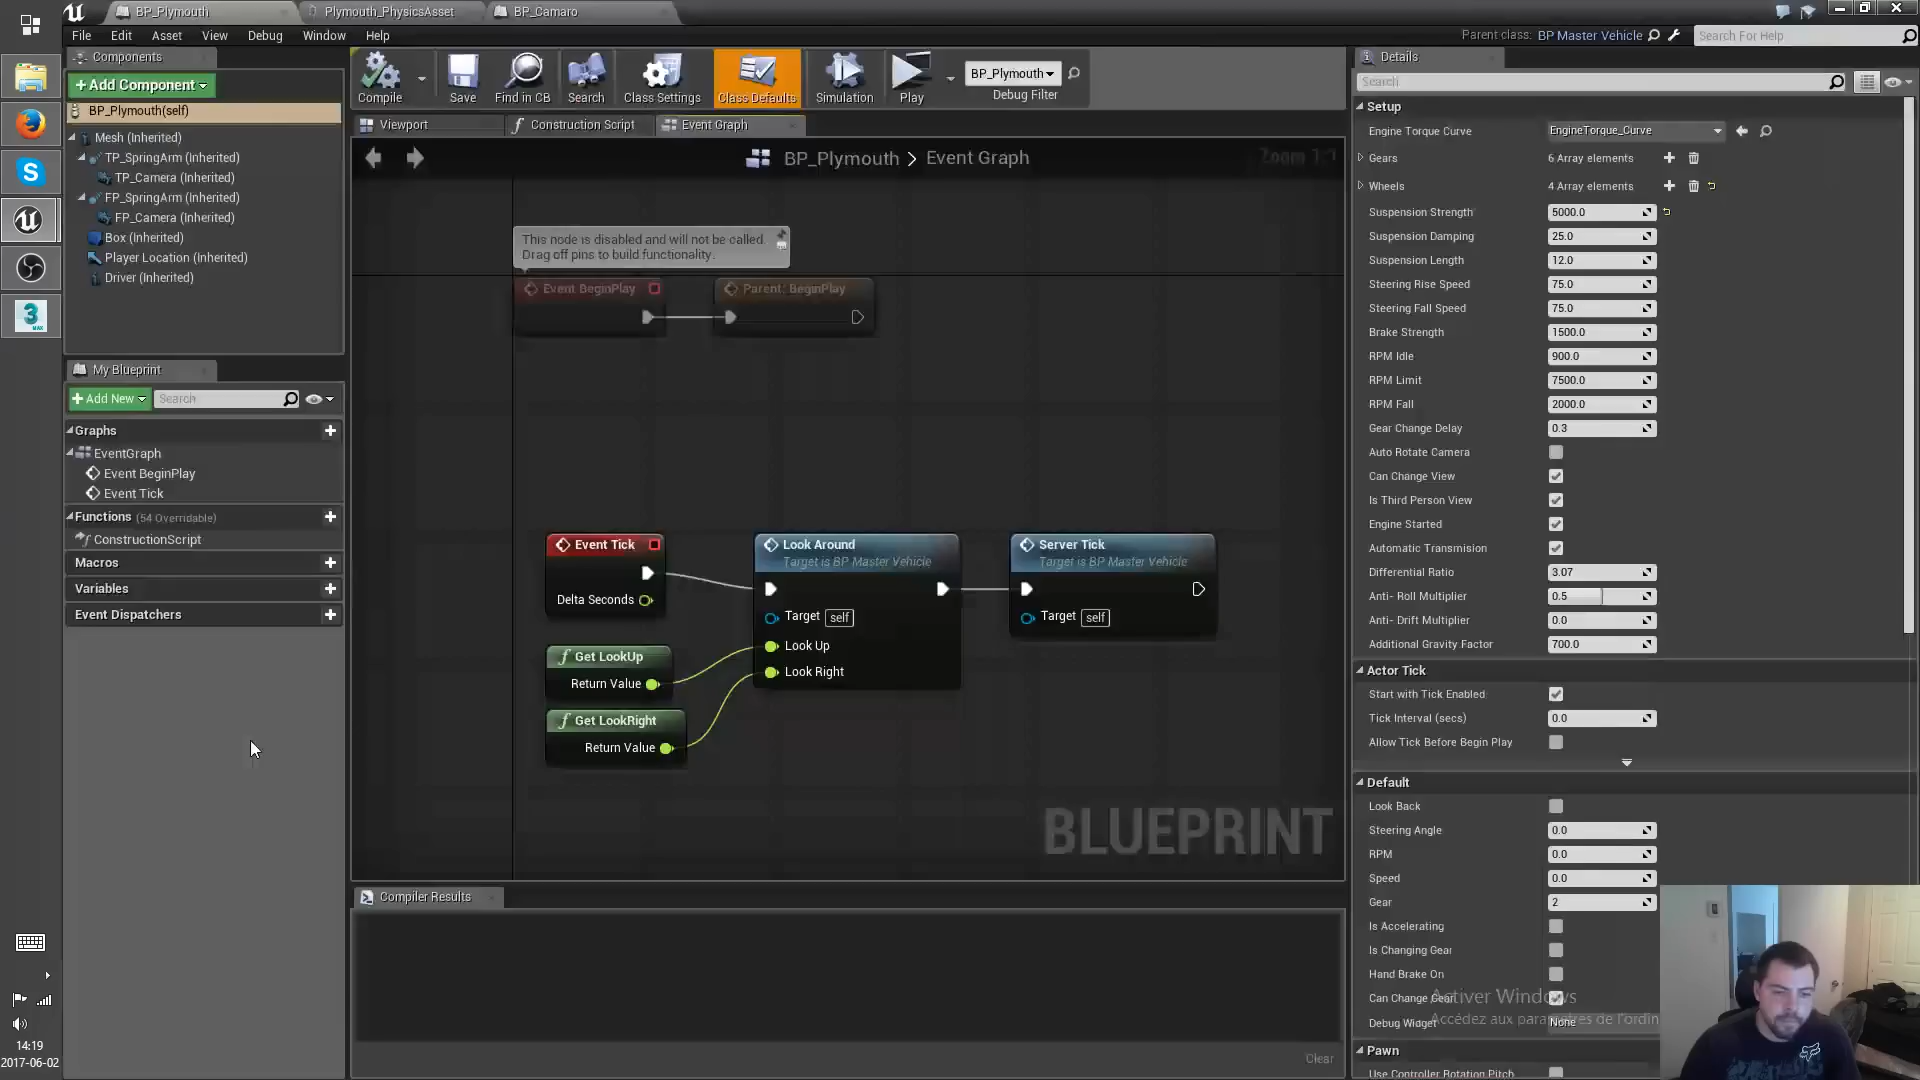 BP_Plymouth
Plymouth_PhysicsAsset
BP_Camaro
File Edit Asset View Debug Window Help
Parent class: BP Master Vehicle
Search For Help
Components
+Add Component
BP_Plymouth(self)
Mesh (Inherited)
TP_SpringArm (Inherited)
TP_Camera (Inherited)
FP_SpringArm (Inherited)
FP_Camera (Inherited)
Box (Inherited)
Player Location (Inherited)
Driver (Inherited)
My Blueprint
+Add New
Search
Graphs
EventGraph
Event BeginPlay
Event Tick
Functions (54 Overridable)
ConstructionScript
Macros
Variables
Event Dispatchers
Compile
Save
Find in CB
Search
Class Settings
Class Defaults
Simulation
Play
BP_Plymouth
Debug Filter
Viewport
Construction Script
Event Graph
BP_Plymouth > Event Graph
Zoom 1:1
This node is disabled and will not be called.
Drag off pins to build functionality.
Event BeginPlay
Parent: BeginPlay
Event Tick
Delta Seconds
Look Around
Target is BP Master Vehicle
Target self
Look Up
Look Right
Server Tick
Target is BP Master Vehicle
Target self
Get LookUp
Return Value
Get LookRight
Return Value
BLUEPRINT
Compiler Results
Clear
Details
Search
Setup
Engine Torque Curve EngineTorque_Curve
Gears 6 Array elements
Wheels 4 Array elements
Suspension Strength 5000.0
Suspension Damping 25.0
Suspension Length 12.0
Steering Rise Speed 75.0
Steering Fall Speed 75.0
Brake Strength 1500.0
RPM Idle 900.0
RPM Limit 7500.0
RPM Fall 2000.0
Gear Change Delay 0.3
Auto Rotate Camera
Can Change View
Is Third Person View
Engine Started
Automatic Transmision
Differential Ratio 3.07
Anti- Roll Multiplier 0.5
Anti- Drift Multiplier 0.0
Additional Gravity Factor 700.0
Actor Tick
Start with Tick Enabled
Tick Interval (secs) 0.0
Allow Tick Before Begin Play
Default
Look Back
Steering Angle 0.0
RPM 0.0
Speed 0.0
Gear 2
Is Accelerating
Is Changing Gear
Hand Brake On
Can Change Gear
Activer Windows
Accédez aux paramètres de l'ordin
Debug Widget None
Pawn
Use Controller Rotation Pitch
3
MAX
14:19
2017-06-02